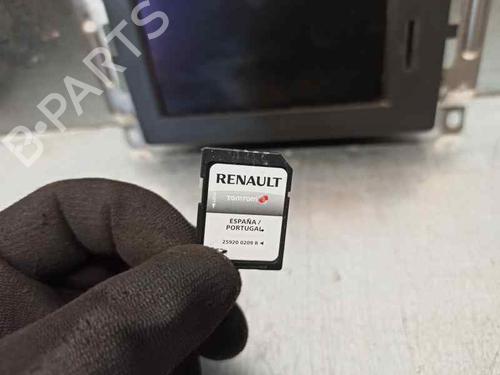 B-PARTS
RENAULT
TOMTOM
ESPAÑA/
PORTUGAL
25920 0209 R